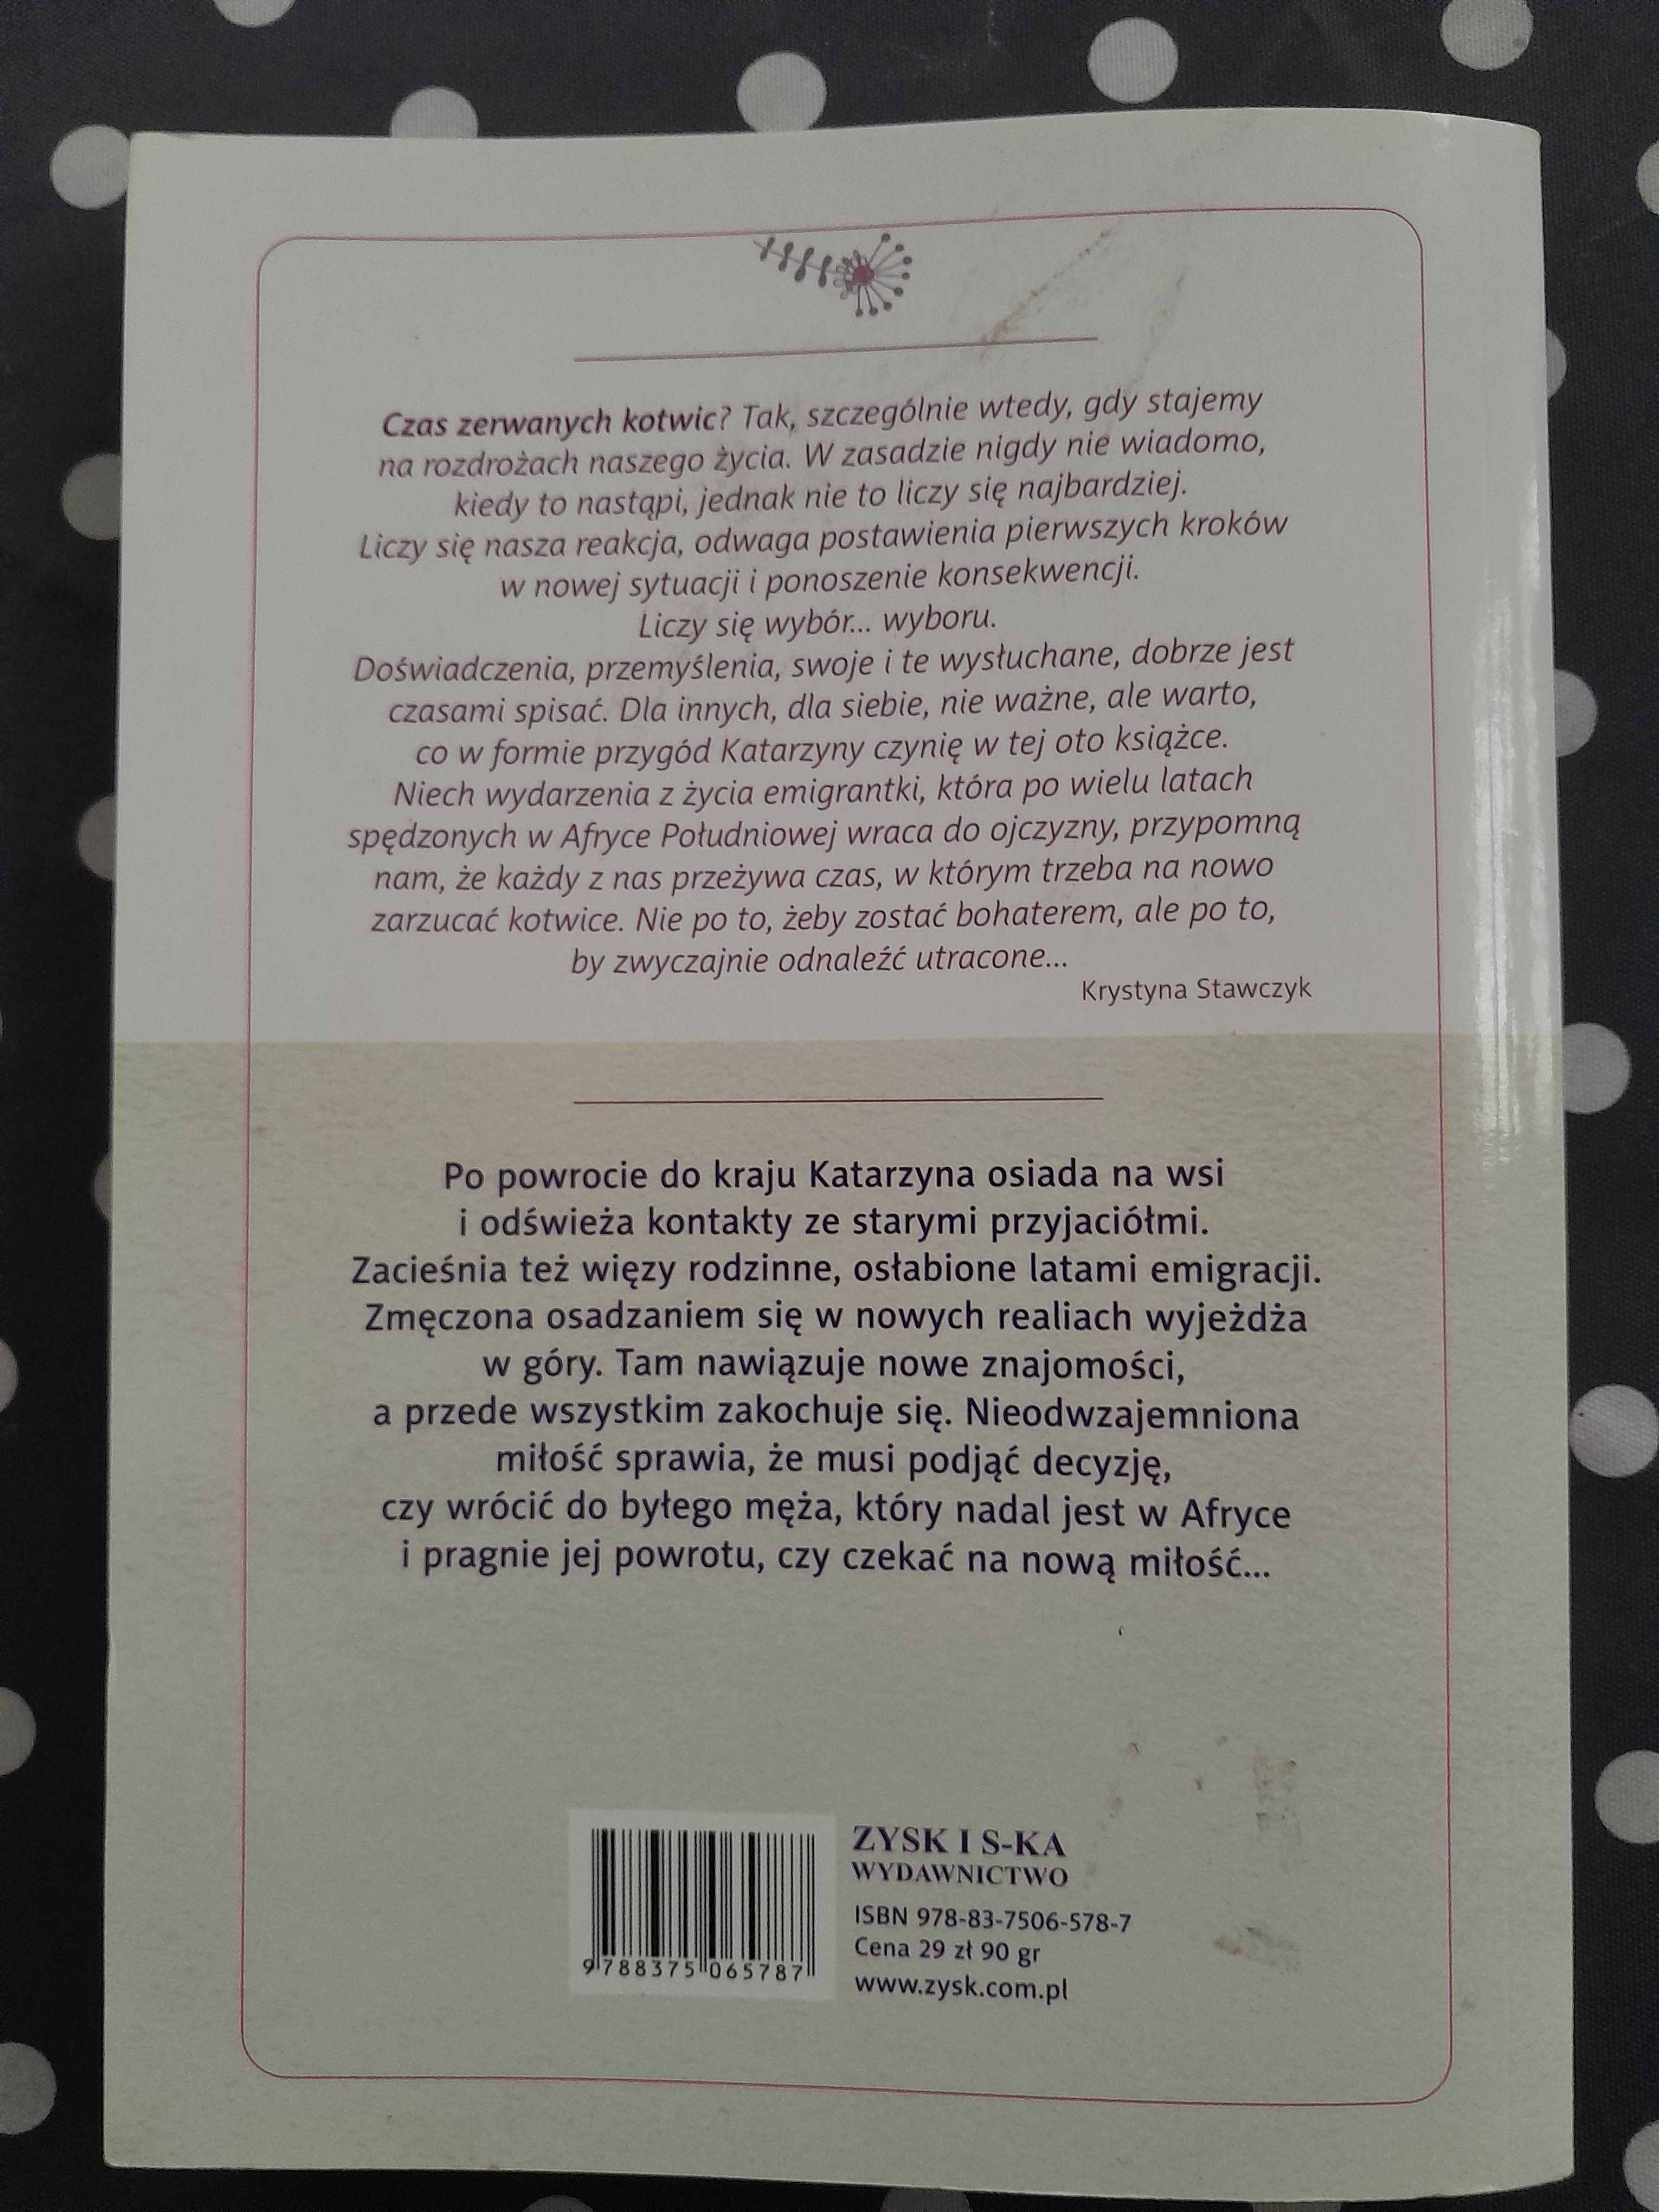 Czas zerwanych kotwic? Tak, szczególnie wtedy, gdy stajemy
na rozdrożach naszego życia. W zasadzie nigdy nie wiadomo,
kiedy to nastąpi, jednak nie to liczy się najbardziej.
Liczy się nasza reakcja, odwaga postawienia pierwszych kroków
w nowej sytuacji i ponoszenie konsekwencji.
Liczy się wybór... wyboru.
Doświadczenia, przemyślenia, swoje i te wysłuchane, dobrze jest
czasami spisać. Dla innych, dla siebie, nie ważne, ale warto,
co w formie przygód Katarzyny czynię w tej oto książce.
Niech wydarzenia z życia emigrantki, która po wielu latach
spędzonych w Afryce Południowej wraca do ojczyzny, przypomną
nam, że każdy z nas przeżywa czas, w którym trzeba na nowo
zarzucać kotwice. Nie po to, żeby zostać bohaterem, ale po to,
by zwyczajnie odnaleźć utracone...
Krystyna Stawczyk
Po powrocie do kraju Katarzyna osiada na wsi
i odświeża kontakty ze starymi przyjaciółmi.
Zacieśnia też więzy rodzinne, osłabione latami emigracji.
Zmęczona osadzaniem się w nowych realiach wyjeżdża
w góry. Tam nawiązuje nowe znajomości,
a przede wszystkim zakochuje się. Nieodwzajemniona
miłość sprawia, że musi podjąć decyzję,
czy wrócić do byłego męża, który nadal jest w Afryce
i pragnie jej powrotu, czy czekać na nową miłość...
ZYSK I S-KA
WYDAWNICTWO
ISBN 978-83-7506-578-7
Cena 29 zł 90 gr
www.zysk.com.pl
9 788375 065787